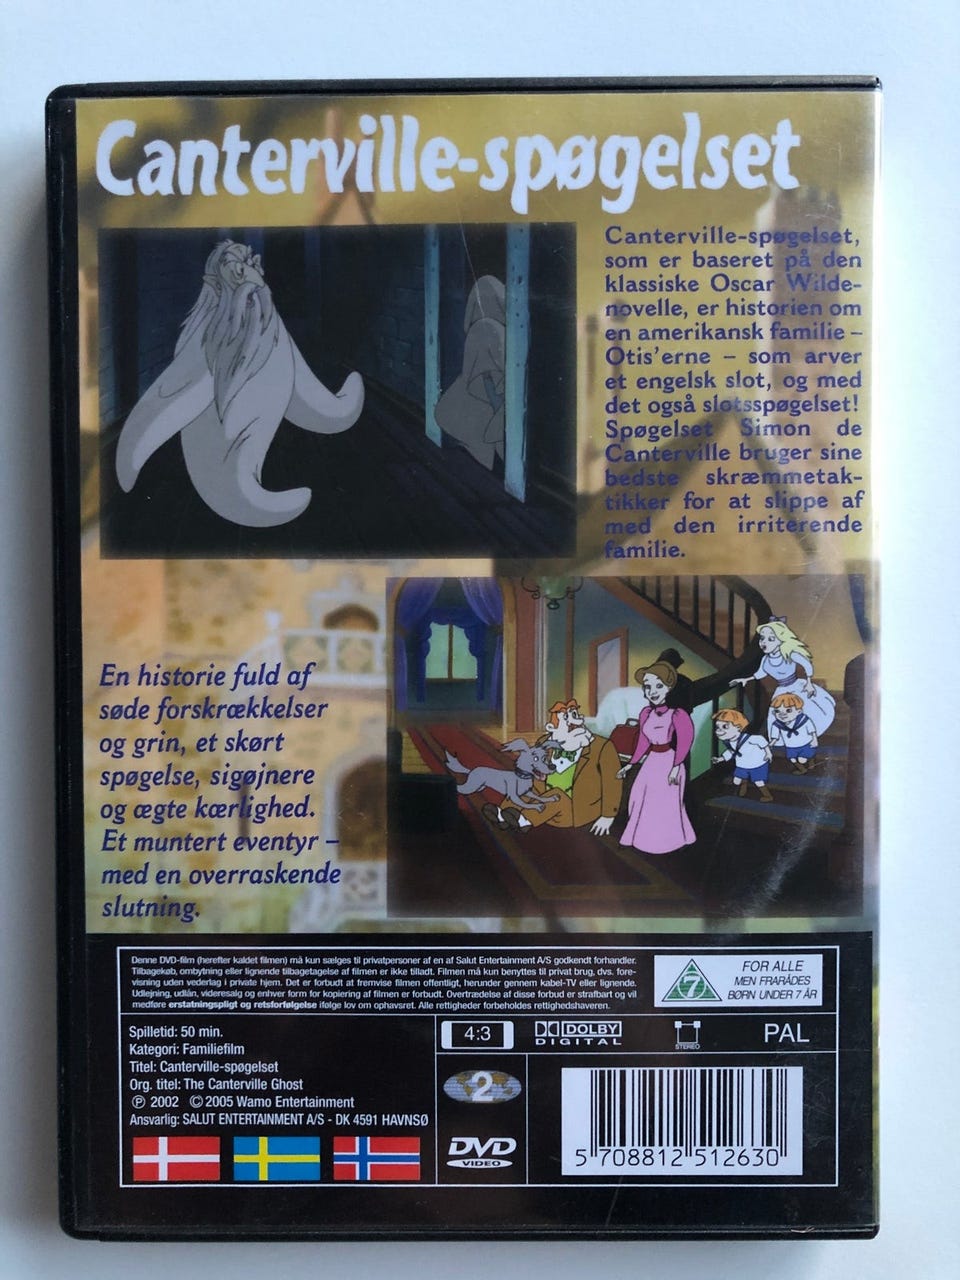 Canterville-spøgelset
Canterville-spøgelset,
som er baseret på den
klassiske Oscar Wilde-
novelle, er historien om
en amerikansk familie –
Otis'erne – som arver
et engelsk slot, og med
det også slotsspøgelset!
Spøgelset Simon de
Canterville bruger sine
bedste skræmmetak-
tikker for at slippe af
med den irriterende
familie.
En historie fuld af
søde forskrækkelser
og grin, et skørt
spøgelse, sigøjnere
og ægte kærlighed.
Et muntert eventyr –
med en overraskende
slutning.
Denne DVD-film (herefter kaldet filmen) må kun sælges til privatpersoner af en af Salut Entertainment A/S godkendt forhandler.
Tilbagekøb, ombytning eller lignende tilbagetagelse af filmen er ikke tilladt. Filmen må kun benyttes til privat brug, dvs. fore-
visning uden vederlag i private hjem. Det er forbudt at fremvise filmen offentligt, herunder gennem kabel-TV eller lignende.
Udlejning, udlån, videresalg og enhver form for kopiering af filmen er forbudt. Overtrædelse af disse forbud er strafbart og vil
medføre erstatningspligt og retsforfølgelse ifølge lov om ophavsret. Alle rettigheder forbeholdes rettighedshaveren.
7
FOR ALLE
MEN FRARÅDES
BØRN UNDER 7 ÅR
Spilletid: 50 min.
Kategori: Familiefilm
Titel: Canterville-spøgelset
Org. titel: The Canterville Ghost
℗ 2002 ©2005 Wamo Entertainment
Ansvarlig: SALUT ENTERTAINMENT A/S - DK 4591 HAVNSØ
4:3
DOLBY
DIGITAL
STEREO
PAL
2
DVD
VIDEO
5 708812 512630